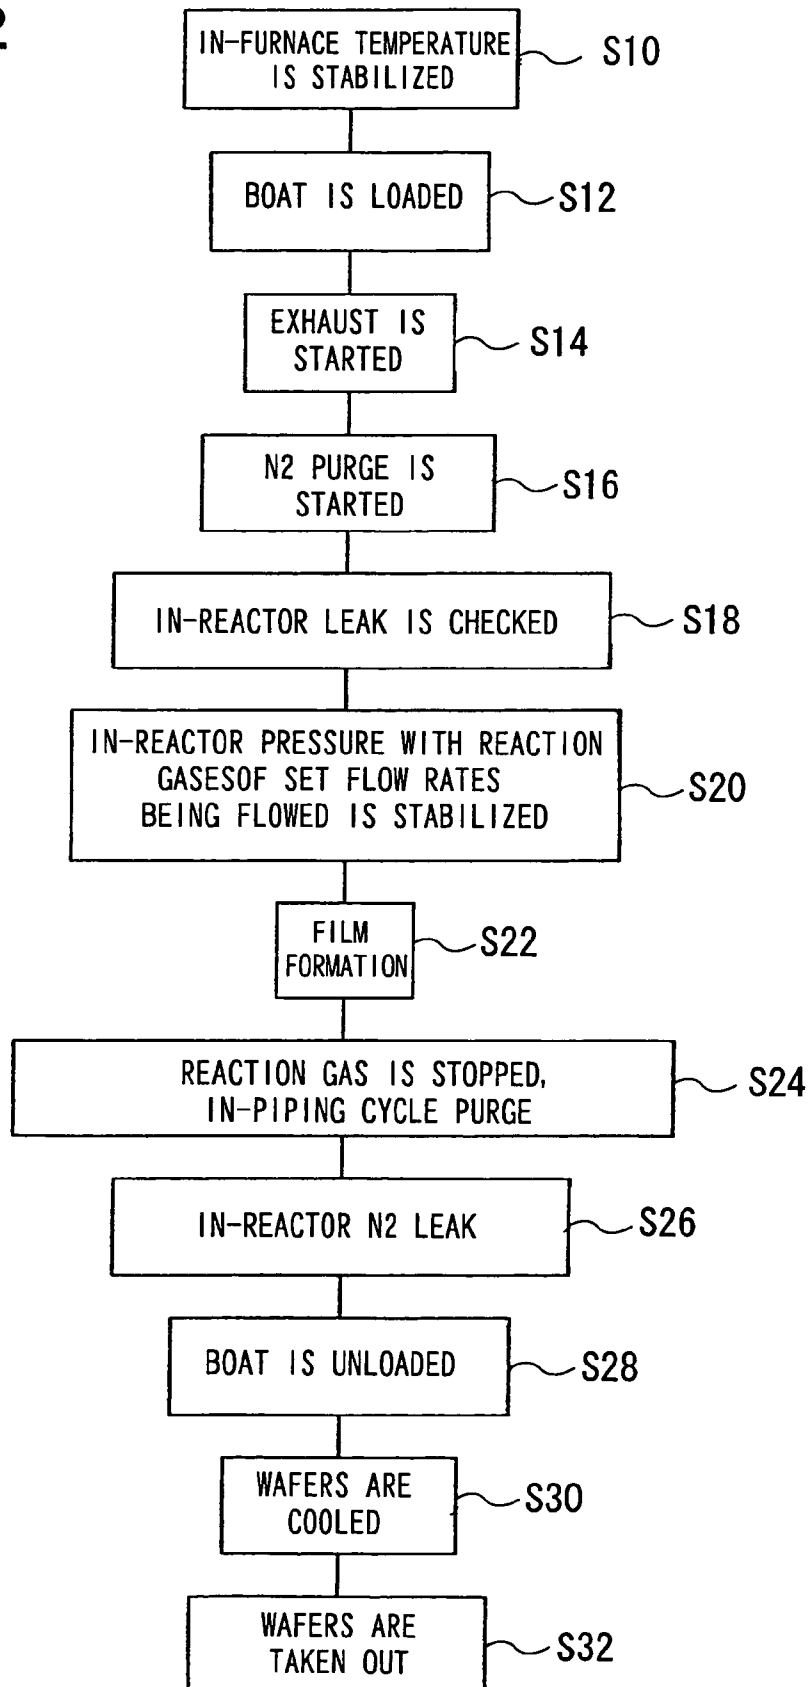 IN-FURNACE TEMPERATURE
IS STABILIZED
S10
BOAT IS LOADED
S12
EXHAUST IS
STARTED
S14
N2 PURGE IS
STARTED
S16
IN-REACTOR LEAK IS CHECKED
S18
IN-REACTOR PRESSURE WITH REACTION
GASESOF SET FLOW RATES
BEING FLOWED IS STABILIZED
S20
FILM
FORMATION
S22
REACTION GAS IS STOPPED,
IN-PIPING CYCLE PURGE
S24
IN-REACTOR N2 LEAK
S26
BOAT IS UNLOADED
S28
WAFERS ARE
COOLED
S30
WAFERS ARE
TAKEN OUT
S32